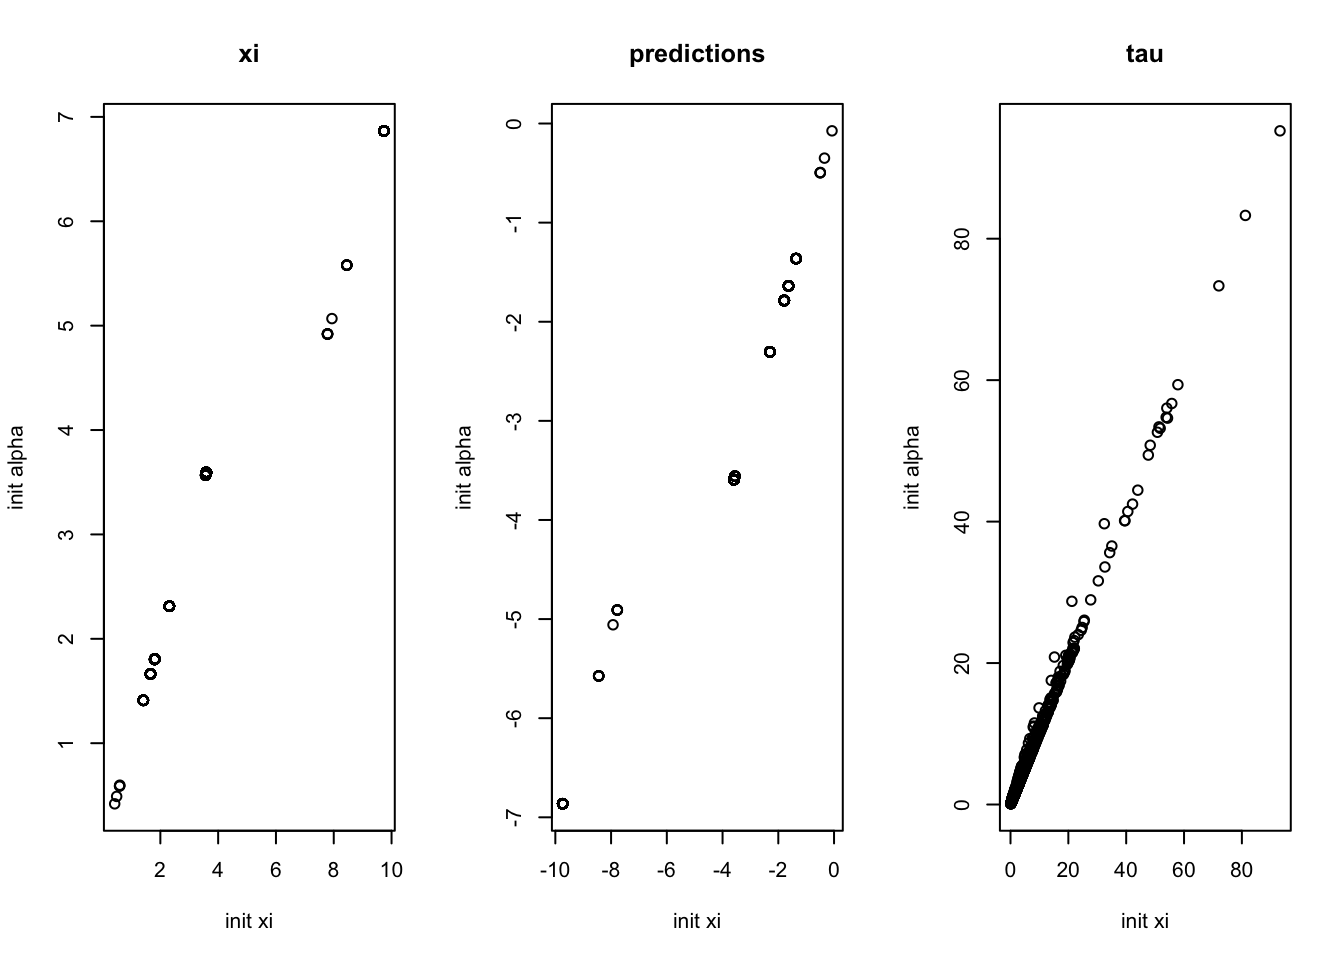 xi
predictions
tau
7
6
5
4
3
2
1
init alpha
2 4 6 8 10
init xi
0
-1
-2
-3
-4
-5
-6
-7
init alpha
-10 -8 -6 -4 -2 0
init xi
80
60
40
20
0
init alpha
0 20 40 60 80
init xi